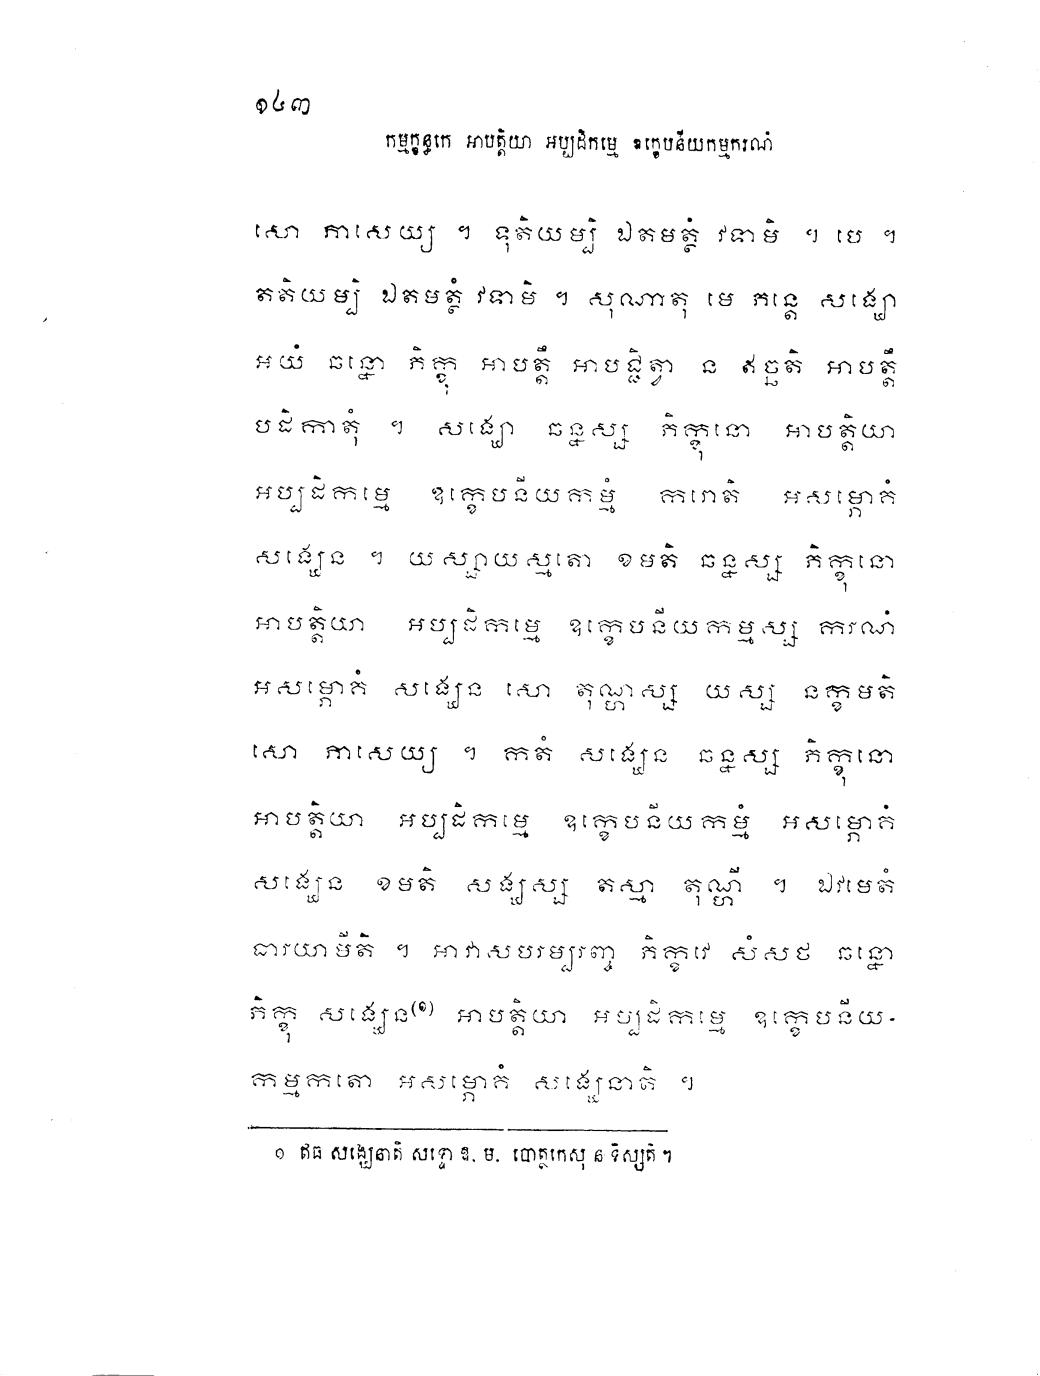 ១៤៣
កម្មក្ខន្ធកេ អាបត្តិយា អប្បដិកម្មេ ឧក្ខេបនីយកម្មករណំ
សោ ភាសេយ្យ ។ ទុតិយម្បិ ឯតមត្ថំ វទាមិ ។ បេ ។
តតិយម្បិ ឯតមត្ថំ វទាមិ ។ សុណាតុ មេ ភន្តេ សង្ឃោ
អយំ ឆន្នោ ភិក្ខុ អាបត្តឹ អាបជ្ជិត្វា ន ឥច្ឆតិ អាបត្តឹ
បដិកាតុំ ។ សង្ឃោ ឆន្នស្ស ភិក្ខុនោ អាបត្តិយា
អប្បដិកម្មេ ឧក្ខេបនីយកម្មំ ករោតិ អសម្ភោគំ
សង្ឃេន ។ យស្សាយស្មតោ ខមតិ ឆន្នស្ស ភិក្ខុនោ
អាបត្តិយា អប្បដិកម្មេ ឧក្ខេបនីយកម្មស្ស ករណំ
អសម្ភោគំ សង្ឃេន សោ តុណ្ហស្ស យស្ស នក្ខមតិ
សោ ភាសេយ្យ ។ កតំ សង្ឃេន ឆន្នស្ស ភិក្ខុនោ
អាបត្តិយា អប្បដិកម្មេ ឧក្ខេបនីយកម្មំ អសម្ភោគំ
សង្ឃេន ខមតិ សង្ឃស្ស តស្មា តុណ្ហី ។ ឯវមេតំ
ធារយាមីតិ ។ អាវាសបរម្បរញ្ច ភិក្ខវេ សំសថ ឆន្នោ
ភិក្ខុ សង្ឃេន(១) អាបត្តិយា អប្បដិកម្មេ ឧក្ខេបនីយ-
កម្មកតោ អសម្ភោគំ សង្ឃេនាតិ ។
១ ឥធ សង្ឃេនាតិ សទ្ទោ ឱ. ម. បោត្ថកេសុ ន ទិស្សតិ ។